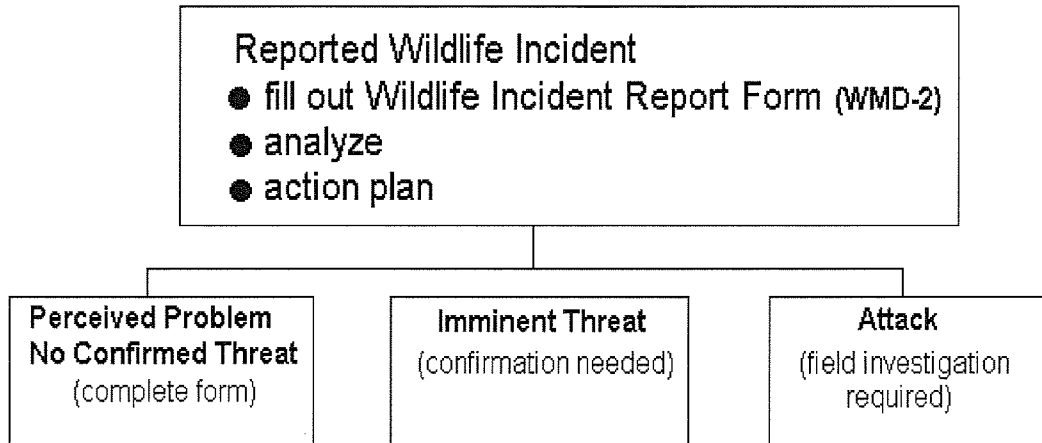 Reported Wildlife Incident
● fill out Wildlife Incident Report Form (WMD-2)
● analyze
● action plan
Perceived Problem
No Confirmed Threat
(complete form)
Imminent Threat
(confirmation needed)
Attack
(field investigation
required)